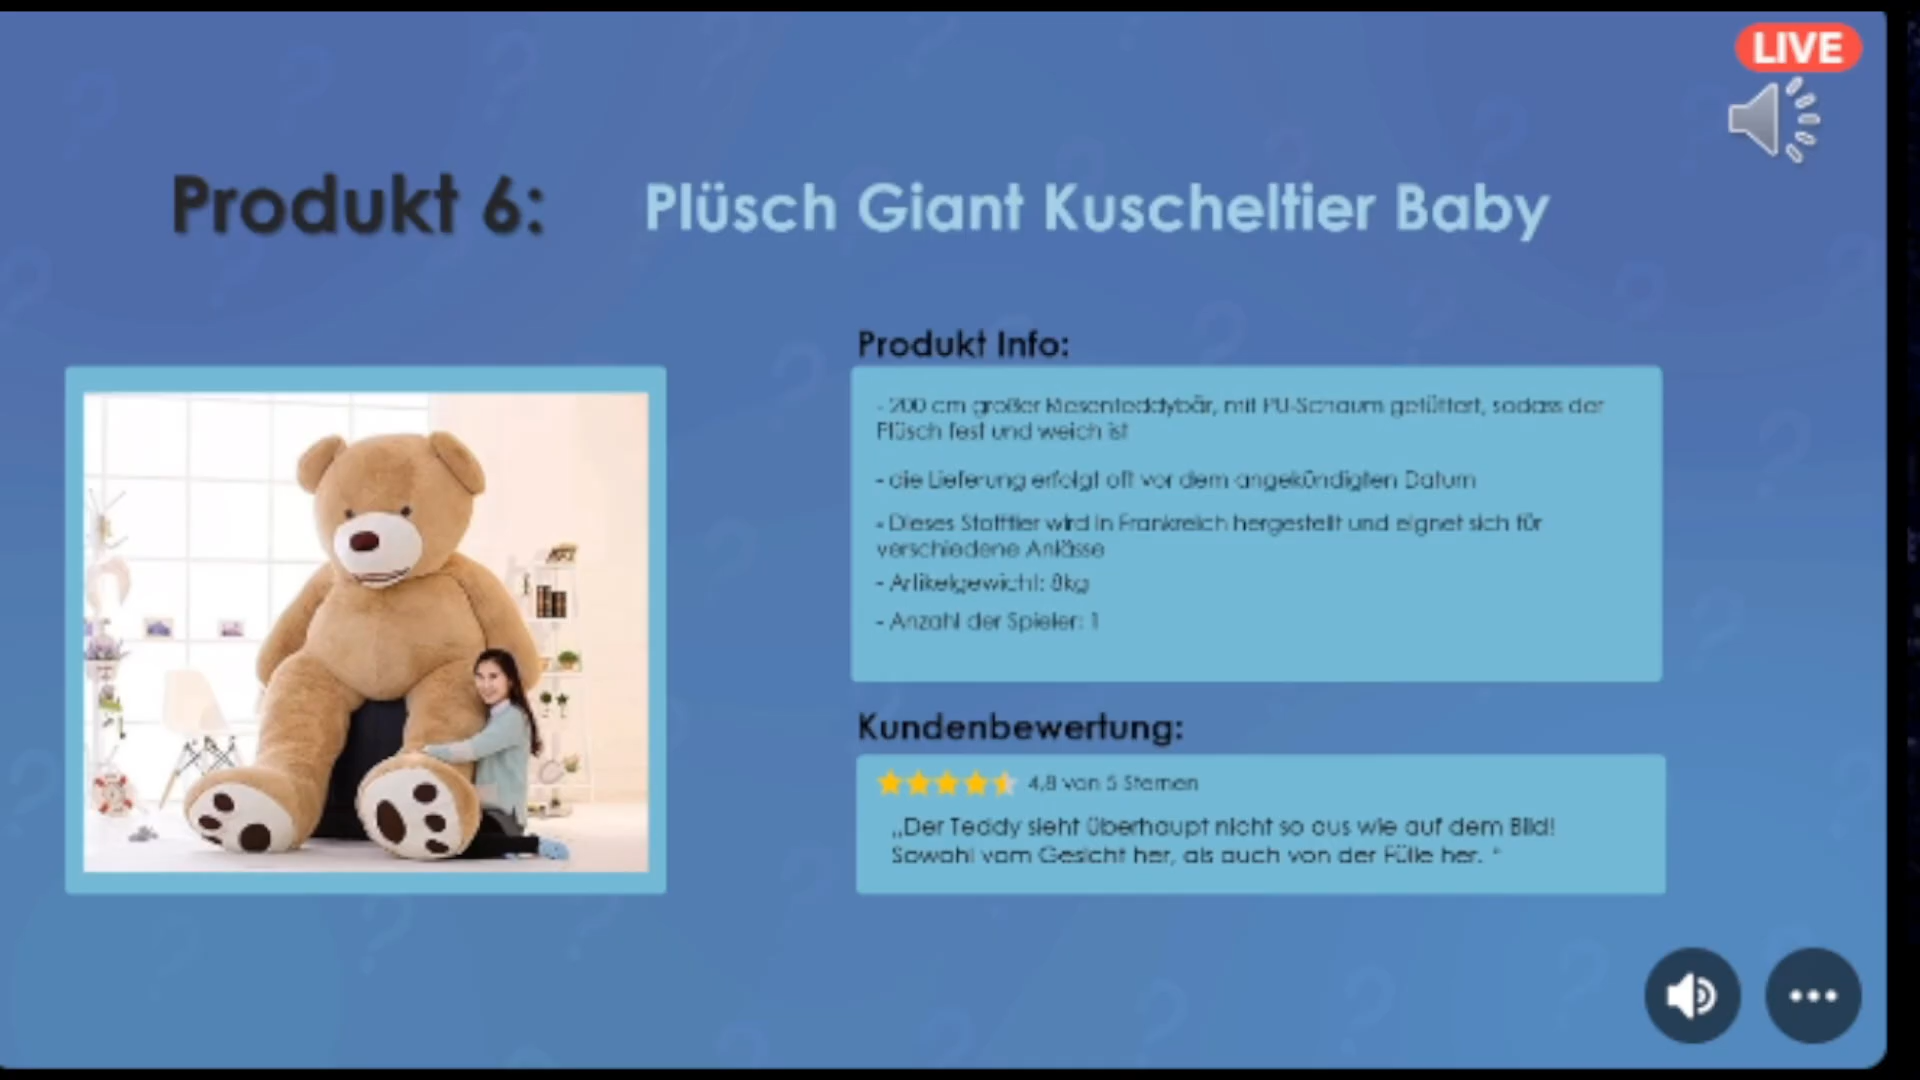 LIVE
Produkt 6: Plüsch Giant Kuscheltier Baby
Produkt Info:
- 200 cm großer Riesenteddybär, mit PU-Schaum gefüttert, sodass der
Plüsch fest und weich ist
- die Lieferung erfolgt oft vor dem angekündigten Datum
- Dieses Stofftier wird in Frankreich hergestellt und eignet sich für
verschiedene Anlässe
- Artikelgewicht: 8kg
- Anzahl der Spieler: 1
Kundenbewertung:
4,8 von 5 Sternen
„Der Teddy sieht überhaupt nicht so aus wie auf dem Bild!
Sowohl vom Gesicht her, als auch von der Fülle her. “